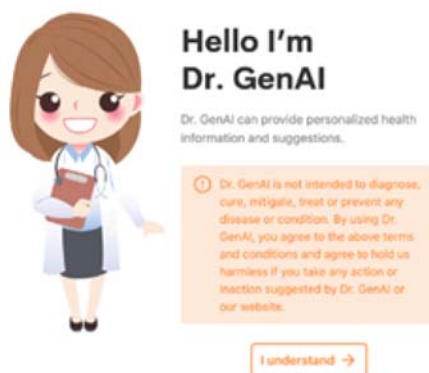 Hello I'm
Dr. GenAI
Dr. GenAI can provide personalized health
information and suggestions.
Dr. GenAI is not intended to diagnose,
cure, mitigate, treat or prevent any
disease or condition. By using Dr.
GenAI, you agree to the above terms
and conditions and agree to hold us
harmless if you take any action or
inaction suggested by Dr. GenAI or
our website.
I understand →